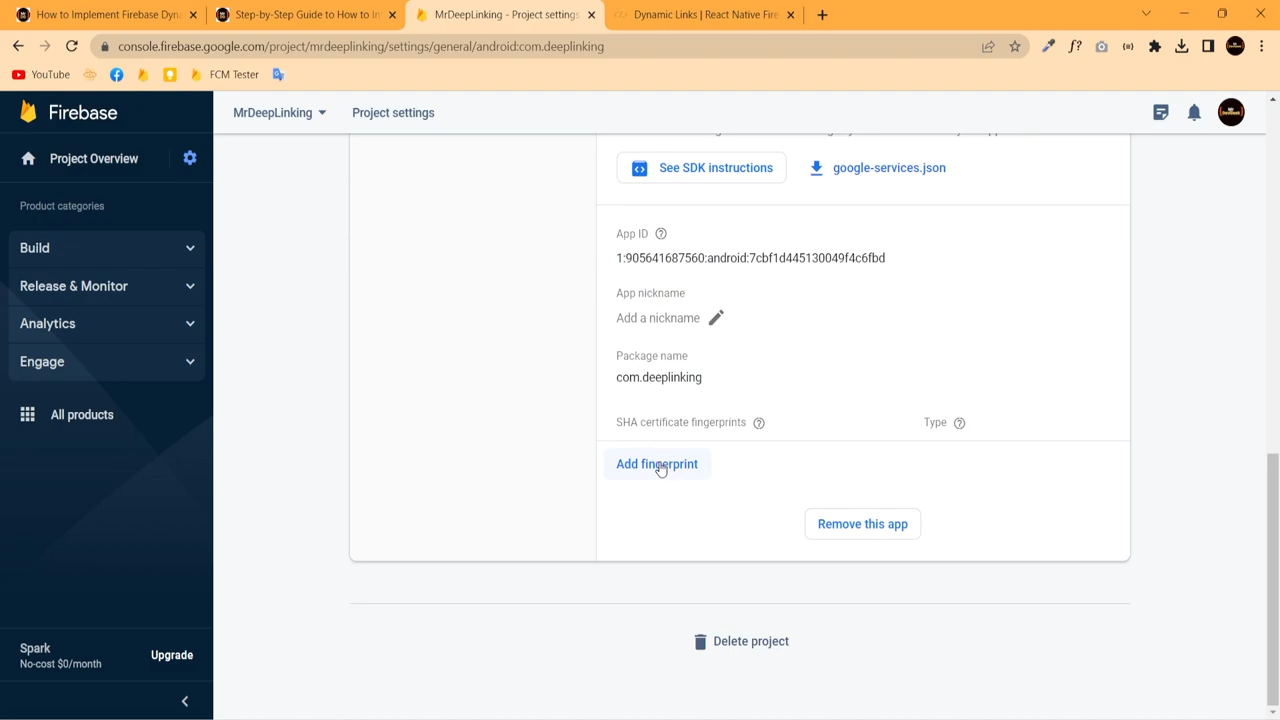 How to Implement Firebase Dyn
Step-by-Step Guide to How to In
MrDeepLinking - Project settings
Dynamic Links | React Native Fire
console.firebase.google.com/project/mrdeeplinking/settings/general/android:com.deeplinking
YouTube
FCM Tester
Firebase
MrDeepLinking
Project settings
Project Overview
Product categories
Build
Release & Monitor
Analytics
Engage
All products
See SDK instructions
google-services.json
App ID
1:905641687560:android:7cbf1d445130049f4c6fbd
App nickname
Add a nickname
Package name
com.deeplinking
SHA certificate fingerprints
Type
Add fingerprint
Remove this app
Delete project
Spark
No-cost $0/month
Upgrade